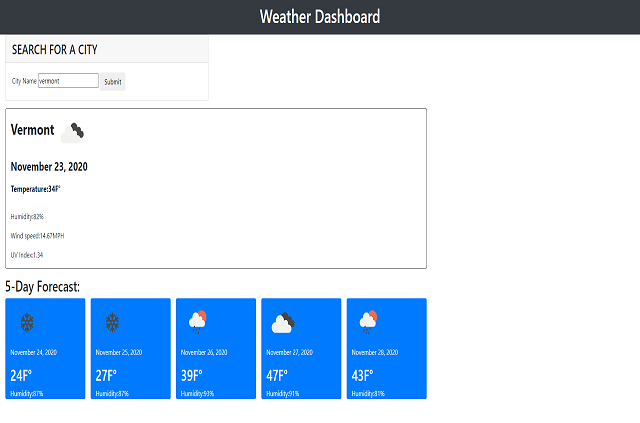 Weather Dashboard
SEARCH FOR A CITY
City Name vermont Submit
Vermont
November 23, 2020
Temperature:34F°
Humidity:82%
Wind speed:14.67MPH
UV Index:1.34
5-Day Forecast:
November 24, 2020 November 25, 2020 November 26, 2020 November 27, 2020 November 28, 2020
24F° 27F° 39F° 47F° 43F°
Humidity:87% Humidity:87% Humidity:93% Humidity:91% Humidity:81%